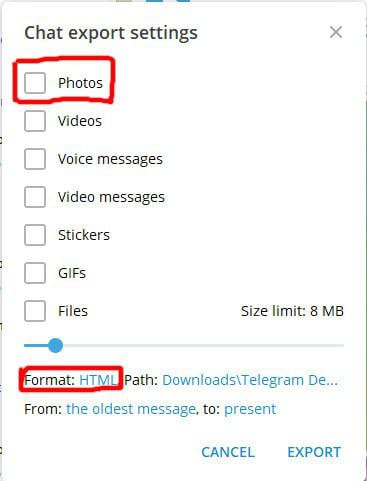 Chat export settings
Photos
Videos
Voice messages
Video messages
Stickers
GIFs
Files Size limit: 8 MB
Format: HTML, Path: Downloads\Telegram De...
From: the oldest message, to: present
CANCEL EXPORT